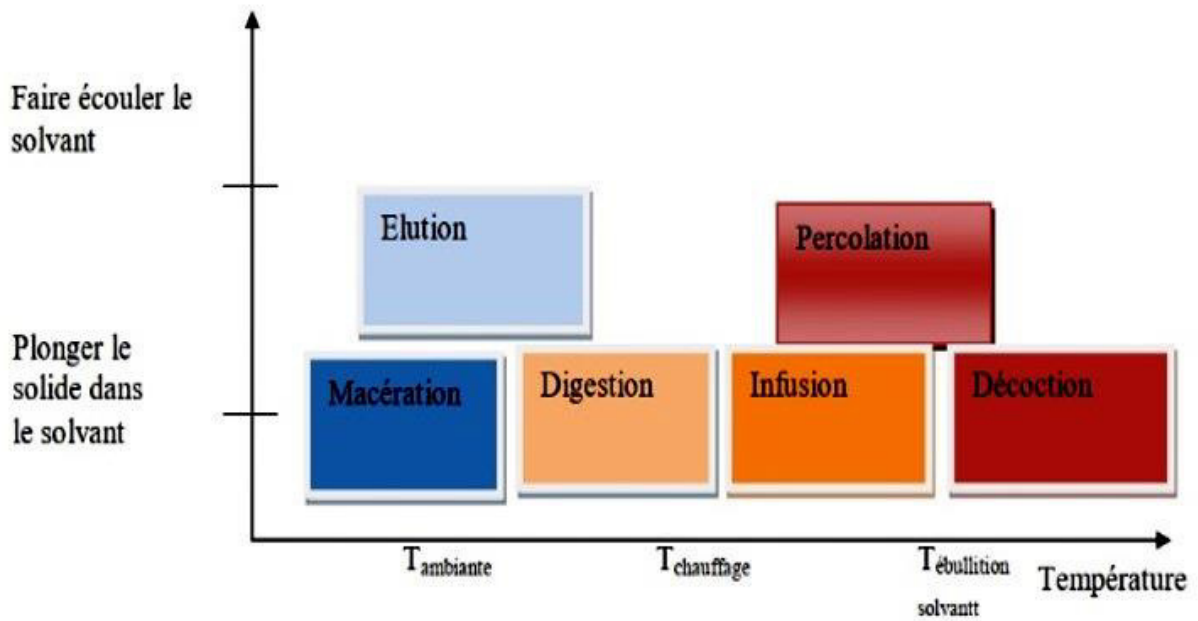 Faire écouler le
solvant
Elution
Percolation
Plonger le
solide dans
le solvant
Macération
Digestion
Infusion
Décoction
Tambiante
Tchauffage
Tébullition
solvantt
Température